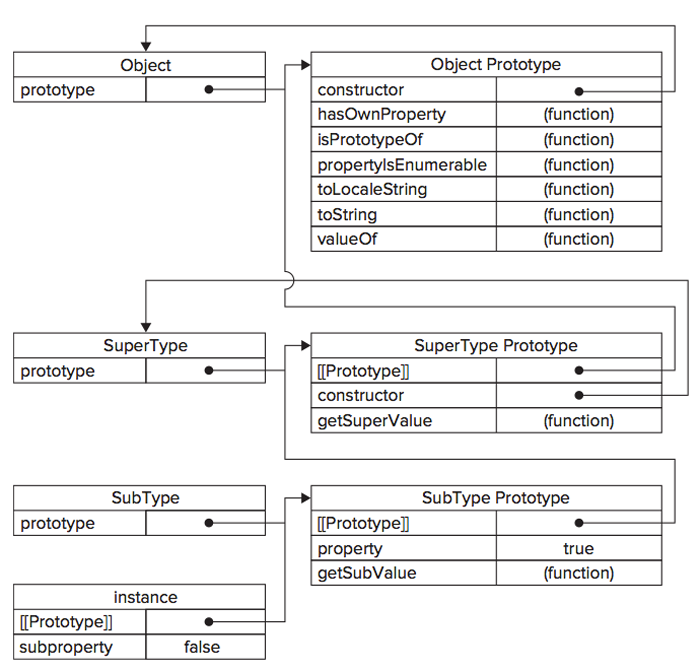 Object
prototype
Object Prototype
constructor
hasOwnProperty (function)
isPrototypeOf (function)
propertyIsEnumerable (function)
toLocaleString (function)
toString (function)
valueOf (function)
SuperType
prototype
SuperType Prototype
[[Prototype]]
constructor
getSuperValue (function)
SubType
prototype
SubType Prototype
[[Prototype]]
property true
getSubValue (function)
instance
[[Prototype]]
subproperty false